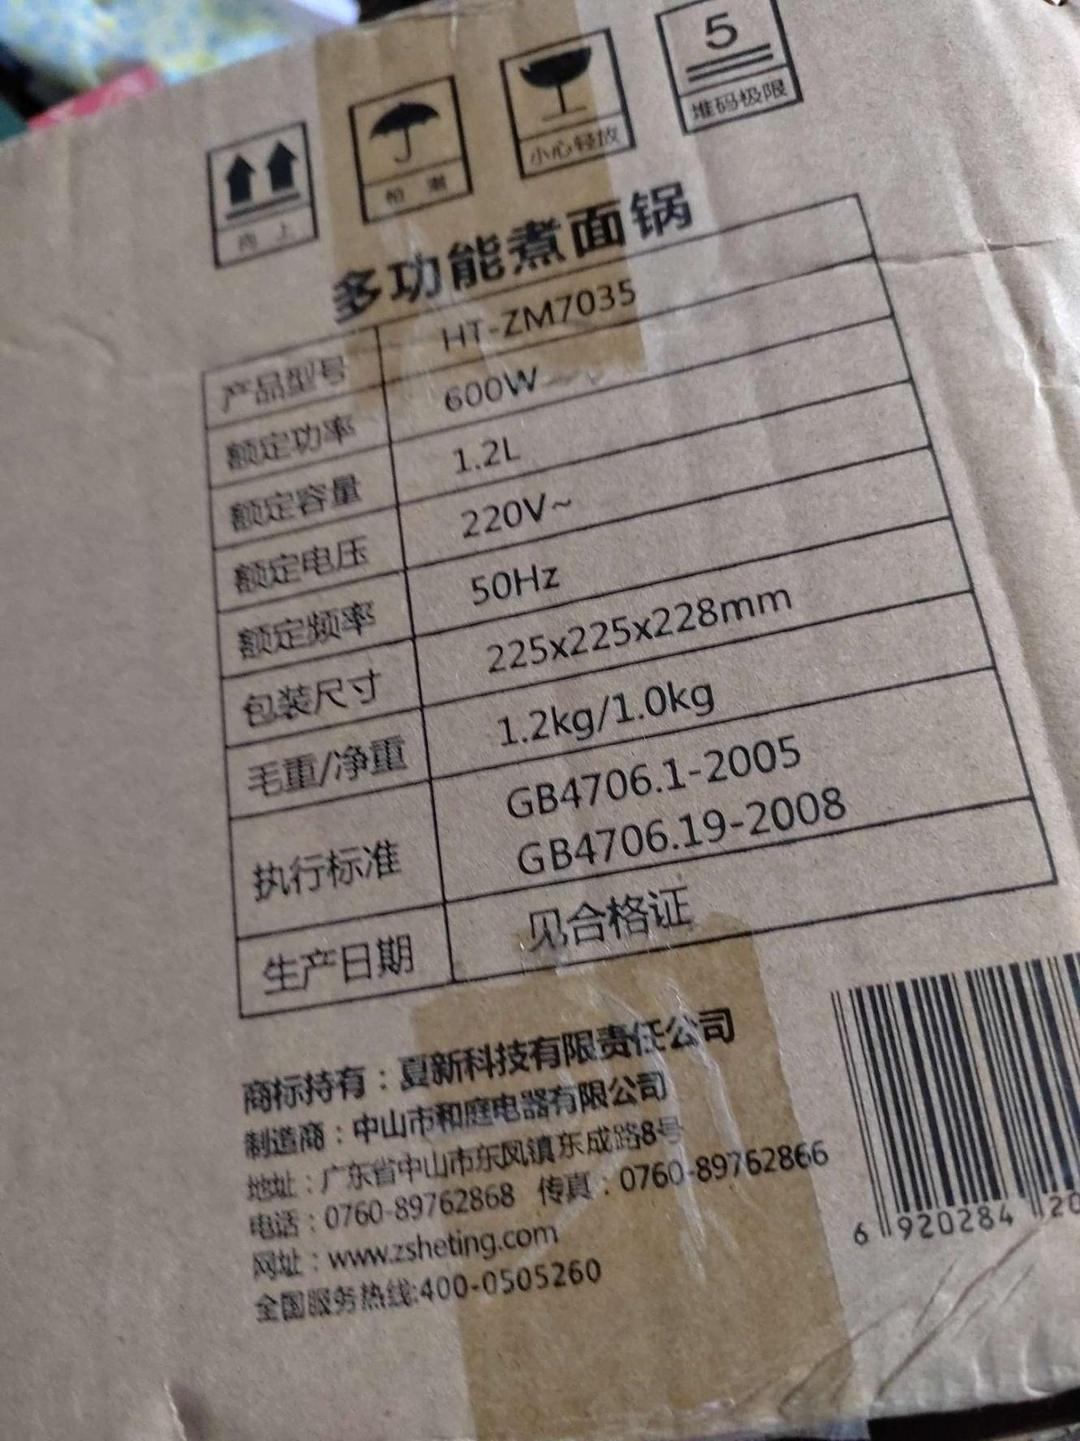 向上
怕潮
小心轻放
5
堆码极限
多功能煮面锅
产品型号 HT-ZM7035
额定功率 600W
额定容量 1.2L
额定电压 220V~
额定频率 50Hz
包装尺寸 225x225x228mm
毛重/净重 1.2kg/1.0kg
执行标准 GB4706.1-2005
GB4706.19-2008
生产日期 见合格证
商标持有：夏新科技有限责任公司
制造商：中山市和庭电器有限公司
地址：广东省中山市东凤镇东成路8号
电话：0760-89762868 传真：0760-89762866
网址：www.zsheting.com
全国服务热线:400-0505260
6 920284 20